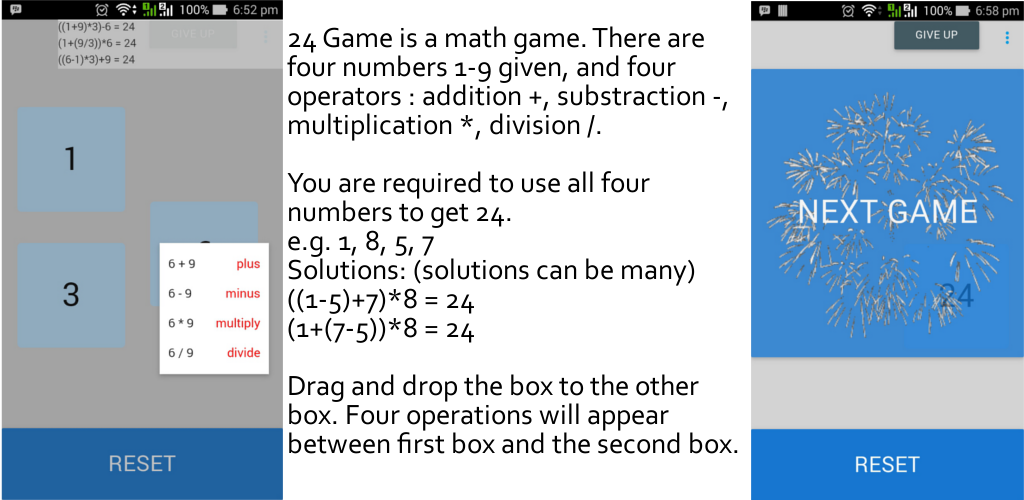 100% 6:52 pm
((1+9)*3)-6 = 24
(1+(9/3))*6 = 24
((6-1)*3)+9 = 24
GIVE UP
1
3
6 + 9 plus
6 - 9 minus
6 * 9 multiply
6 / 9 divide
RESET
24 Game is a math game. There are
four numbers 1-9 given, and four
operators : addition +, substraction -,
multiplication *, division /.
You are required to use all four
numbers to get 24.
e.g. 1, 8, 5, 7
Solutions: (solutions can be many)
((1-5)+7)*8 = 24
(1+(7-5))*8 = 24
Drag and drop the box to the other
box. Four operations will appear
between first box and the second box.
100% 6:58 pm
GIVE UP
NEXT GAME
24
RESET